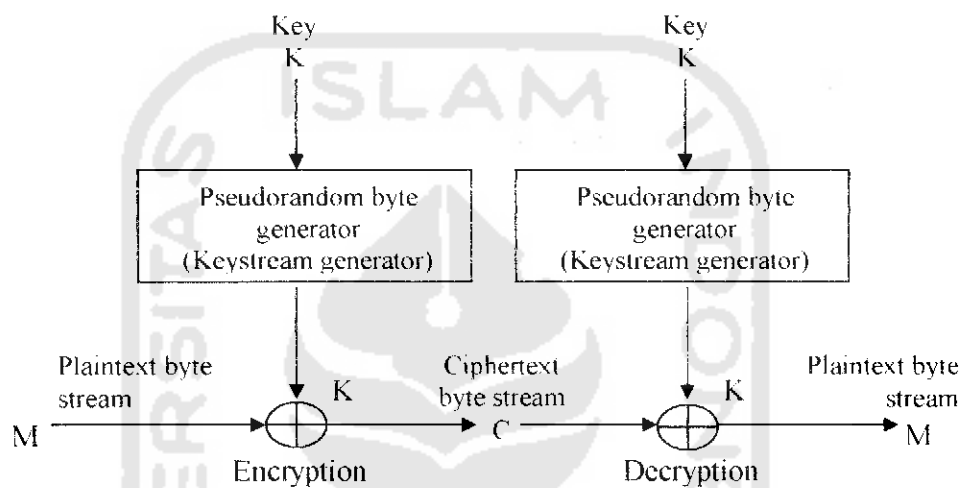 Key
K
Key
K
Pseudorandom byte
generator
(Keystream generator)
Pseudorandom byte
generator
(Keystream generator)
Plaintext byte
stream
M
K
Encryption
Ciphertext
byte stream
C
K
Decryption
Plaintext byte
stream
M
ISLAM